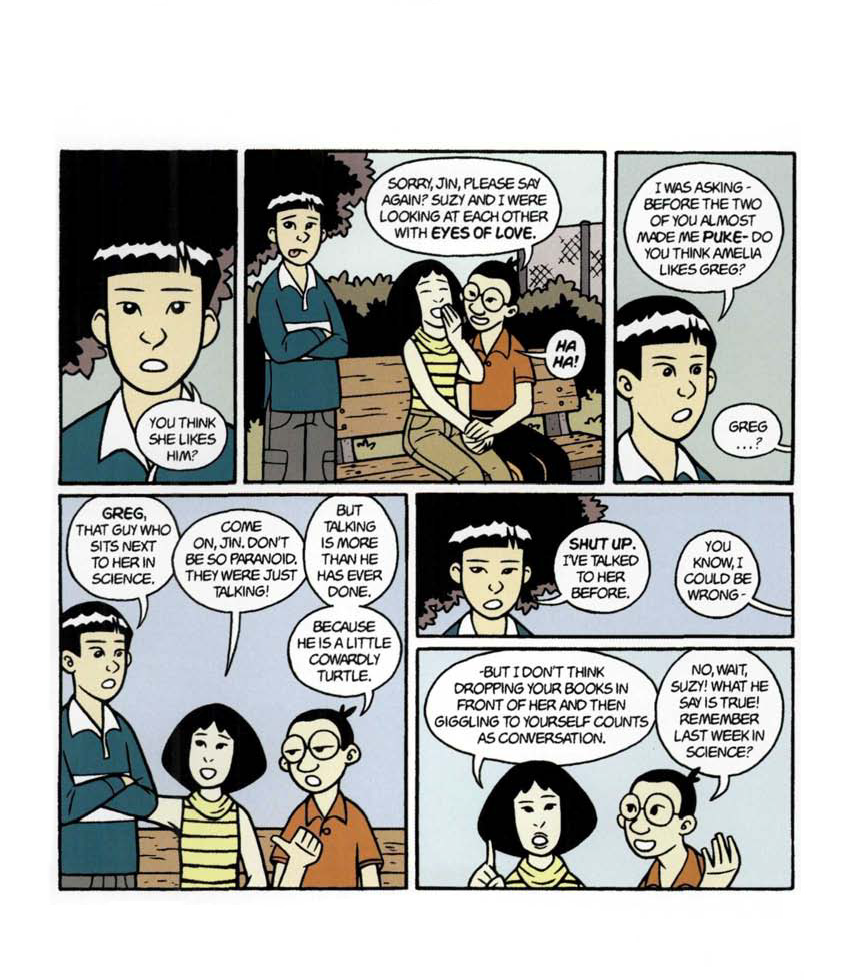 YOU THINK
SHE LIKES
HIM?
SORRY, JIN, PLEASE SAY
AGAIN? SUZY AND I WERE
LOOKING AT EACH OTHER
WITH EYES OF LOVE.
HA
HA!
I WAS ASKING -
BEFORE THE TWO
OF YOU ALMOST
MADE ME PUKE- DO
YOU THINK AMELIA
LIKES GREG?
GREG
...?
GREG,
THAT GUY WHO
SITS NEXT
TO HER IN
SCIENCE.
COME
ON, JIN. DON'T
BE SO PARANOID.
THEY WERE JUST
TALKING!
BUT
TALKING
IS MORE
THAN HE
HAS EVER
DONE.
BECAUSE
HE IS A LITTLE
COWARDLY
TURTLE.
SHUT UP.
I'VE TALKED
TO HER
BEFORE.
YOU
KNOW, I
COULD BE
WRONG -
-BUT I DON'T THINK
DROPPING YOUR BOOKS IN
FRONT OF HER AND THEN
GIGGLING TO YOURSELF COUNTS
AS CONVERSATION.
NO, WAIT,
SUZY! WHAT HE
SAY IS TRUE!
REMEMBER
LAST WEEK IN
SCIENCE?